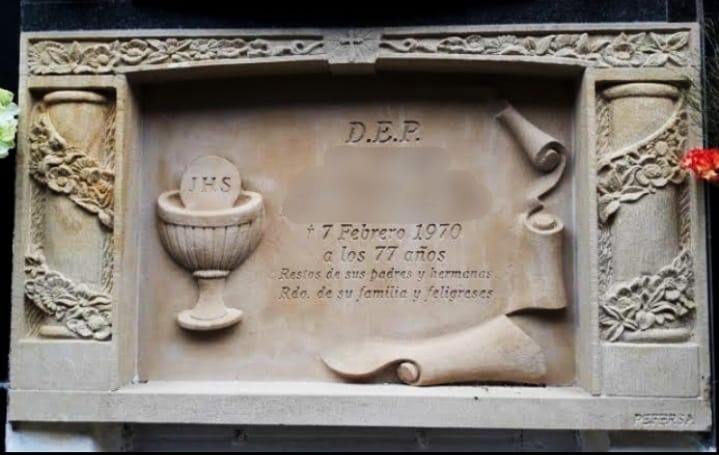 D.E.P.
JHS
† 7 Febrero 1970
a los 77 años
Restos de sus padres y hermanas
Rdo. de su familia y feligreses
PEFERSA